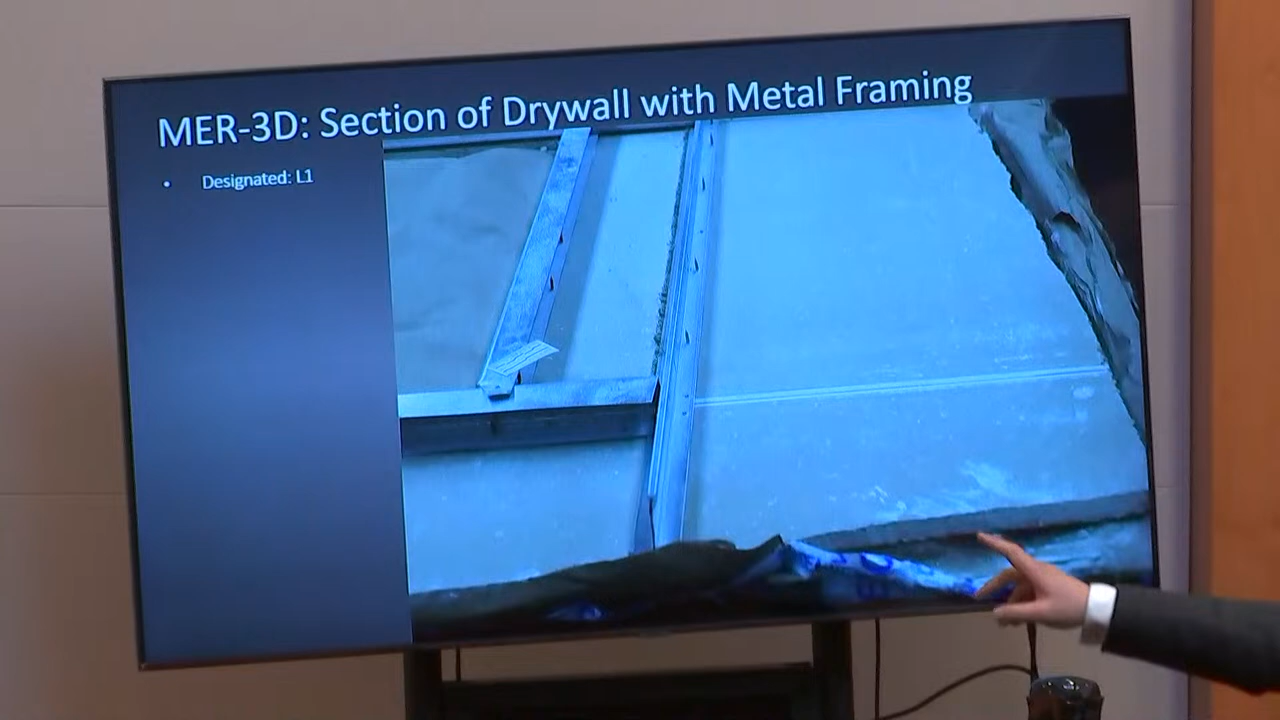 MER-3D: Section of Drywall with Metal Framing
• Designated: L1